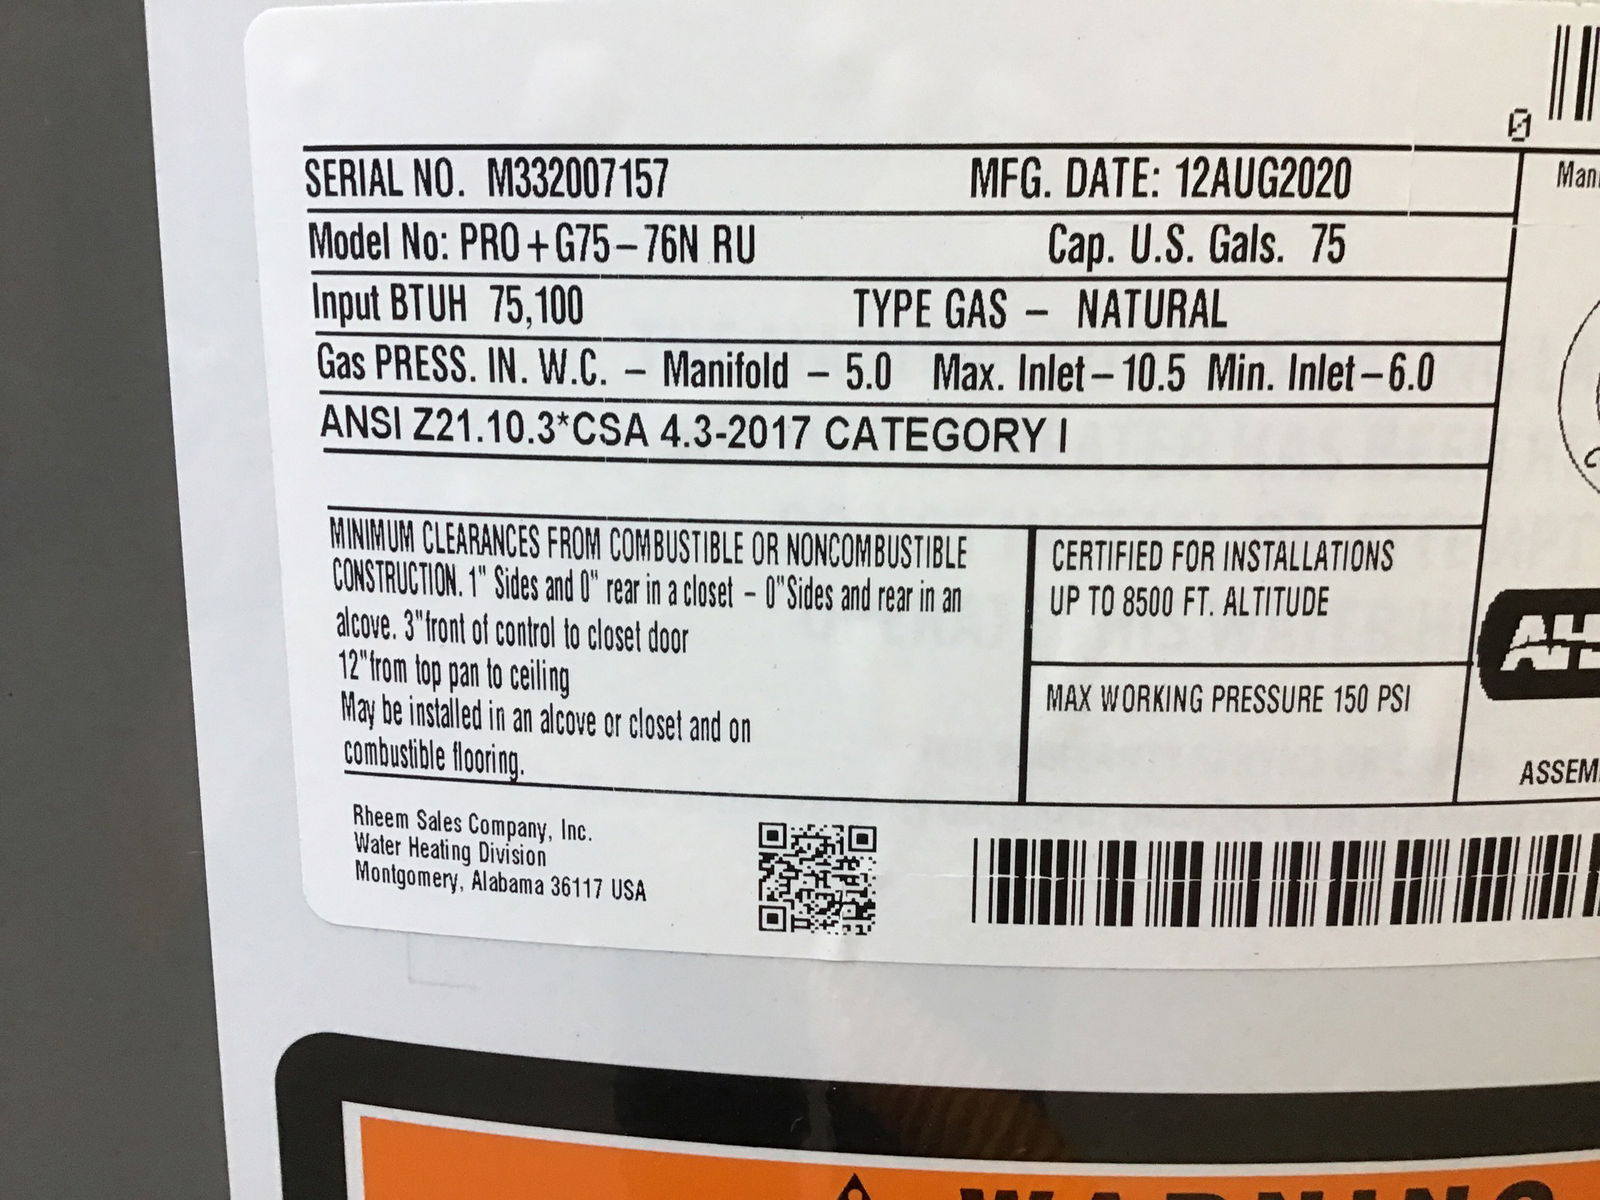 SERIAL NO. M332007157 MFG. DATE: 12AUG2020
Model No: PRO+G75-76N RU Cap. U.S. Gals. 75
Input BTUH 75,100 TYPE GAS - NATURAL
Gas PRESS. IN. W.C. - Manifold - 5.0 Max. Inlet-10.5 Min. Inlet-6.0
ANSI Z21.10.3*CSA 4.3-2017 CATEGORY I
MINIMUM CLEARANCES FROM COMBUSTIBLE OR NONCOMBUSTIBLE
CONSTRUCTION. 1" Sides and 0" rear in a closet - 0"Sides and rear in an
alcove. 3"front of control to closet door
12"from top pan to ceiling
May be installed in an alcove or closet and on
combustible flooring.
CERTIFIED FOR INSTALLATIONS
UP TO 8500 FT. ALTITUDE
MAX WORKING PRESSURE 150 PSI
Rheem Sales Company, Inc.
Water Heating Division
Montgomery, Alabama 36117 USA
0
Man
AH
ASSEM
WARNING